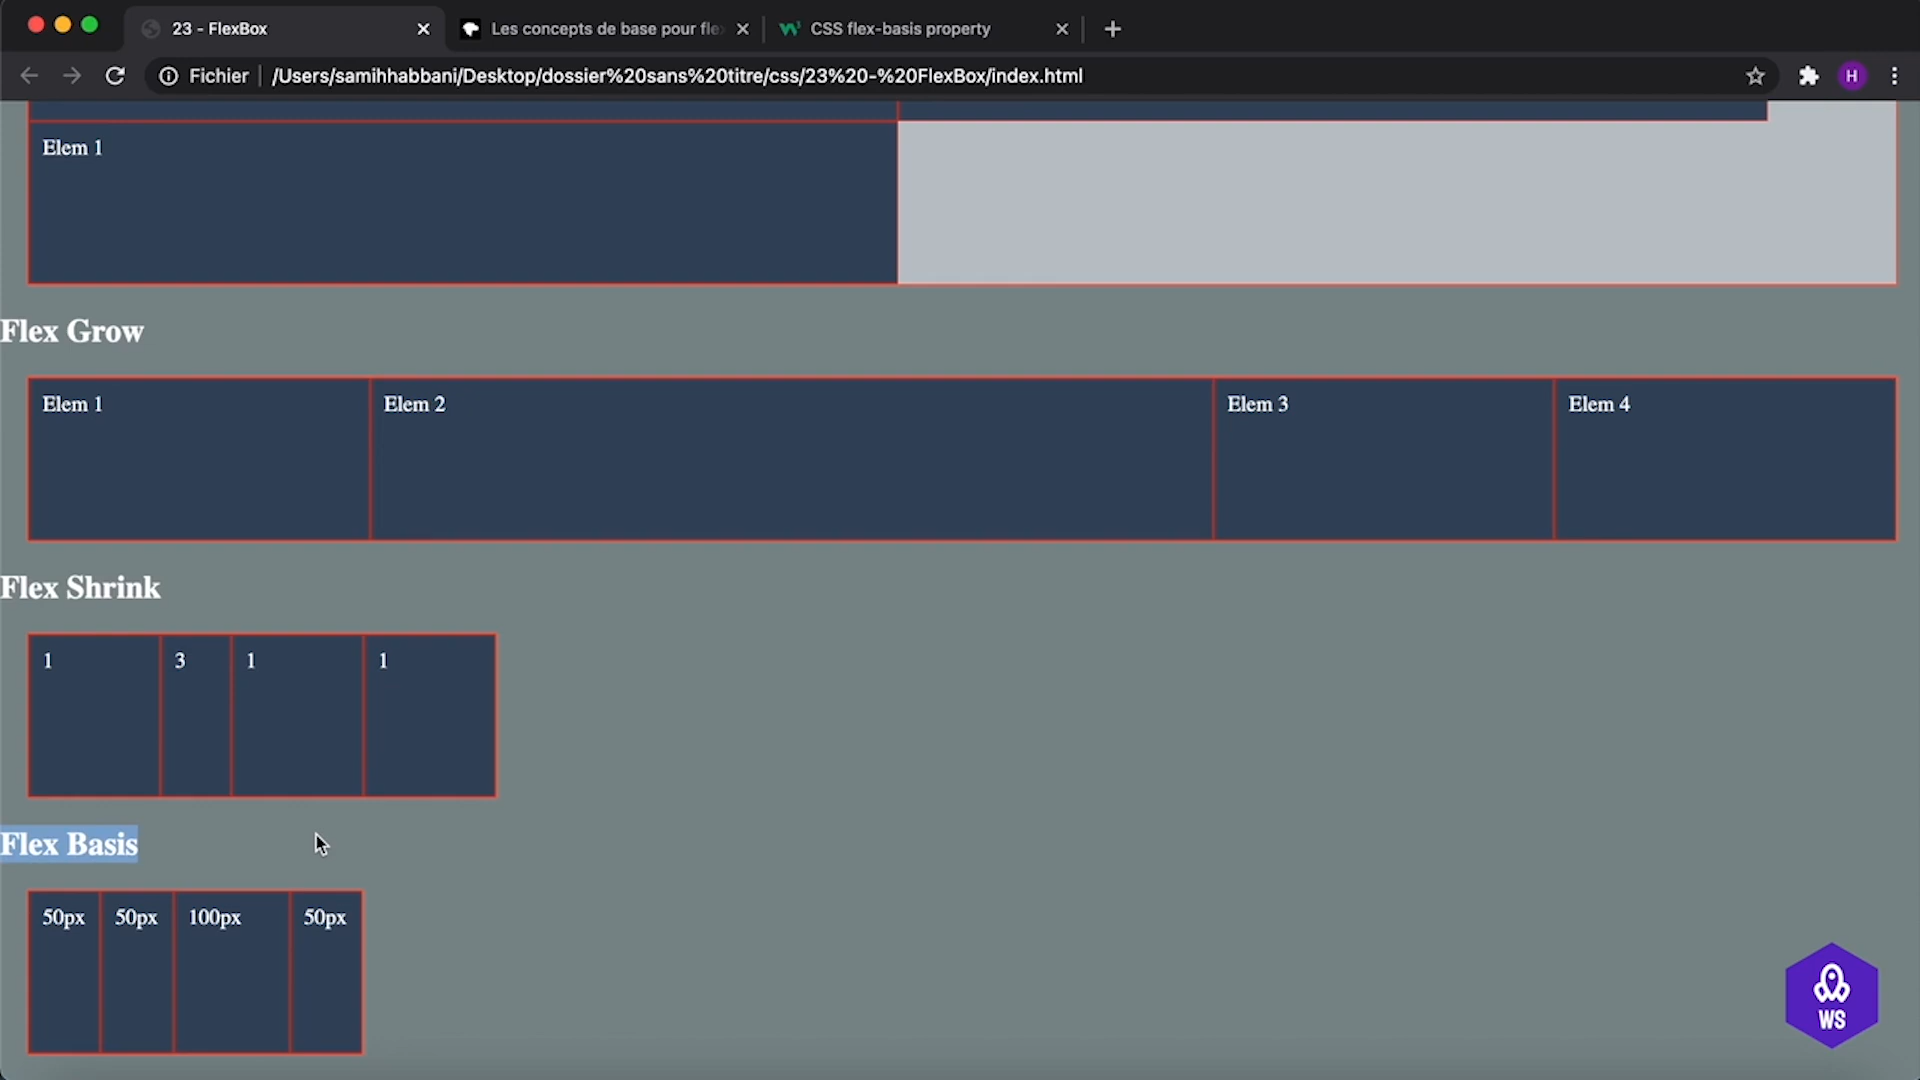 23 - FlexBox
Les concepts de base pour fle
CSS flex-basis property
Fichier
/Users/samihhabbani/Desktop/dossier%20sans%20titre/css/23%20-%20FlexBox/index.html
H
Elem 1
Flex Grow
Elem 1
Elem 2
Elem 3
Elem 4
Flex Shrink
1
3
1
1
Flex Basis
50px
50px
100px
50px
WS